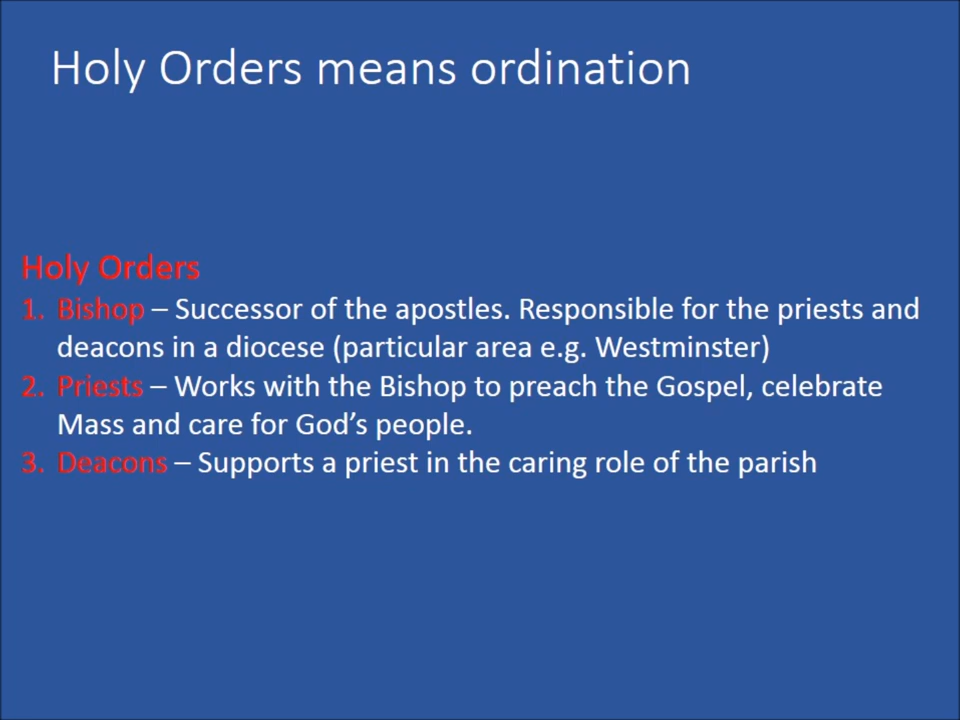 Holy Orders means ordination
Holy Orders
1. Bishop – Successor of the apostles. Responsible for the priests and
deacons in a diocese (particular area e.g. Westminster)
2. Priests – Works with the Bishop to preach the Gospel, celebrate
Mass and care for God’s people.
3. Deacons – Supports a priest in the caring role of the parish